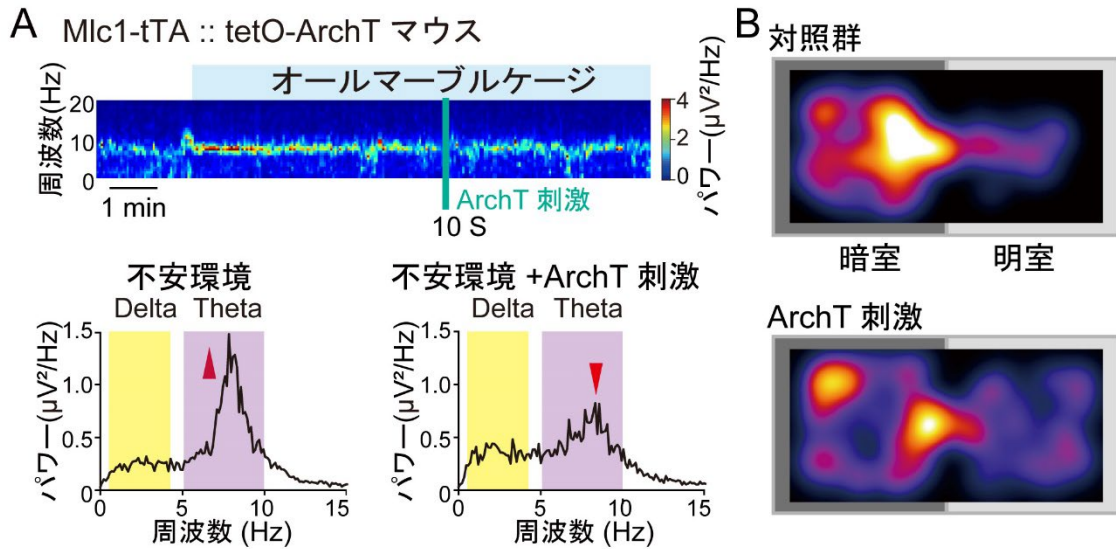 A Mlc1-tTA :: tetO-ArchT マウス
オールマーブルケージ
周波数(Hz)
20
10
0
4
2
0
パワー(μV²/Hz)
1 min
ArchT 刺激
10 S
不安環境
Delta Theta
パワー(μV²/Hz)
1.5
1.0
0.5
0
0 5 10 15
周波数 (Hz)
不安環境 +ArchT 刺激
Delta Theta
パワー(μV²/Hz)
1.5
1.0
0.5
0
0 5 10 15
周波数 (Hz)
B
対照群
暗室 明室
ArchT 刺激